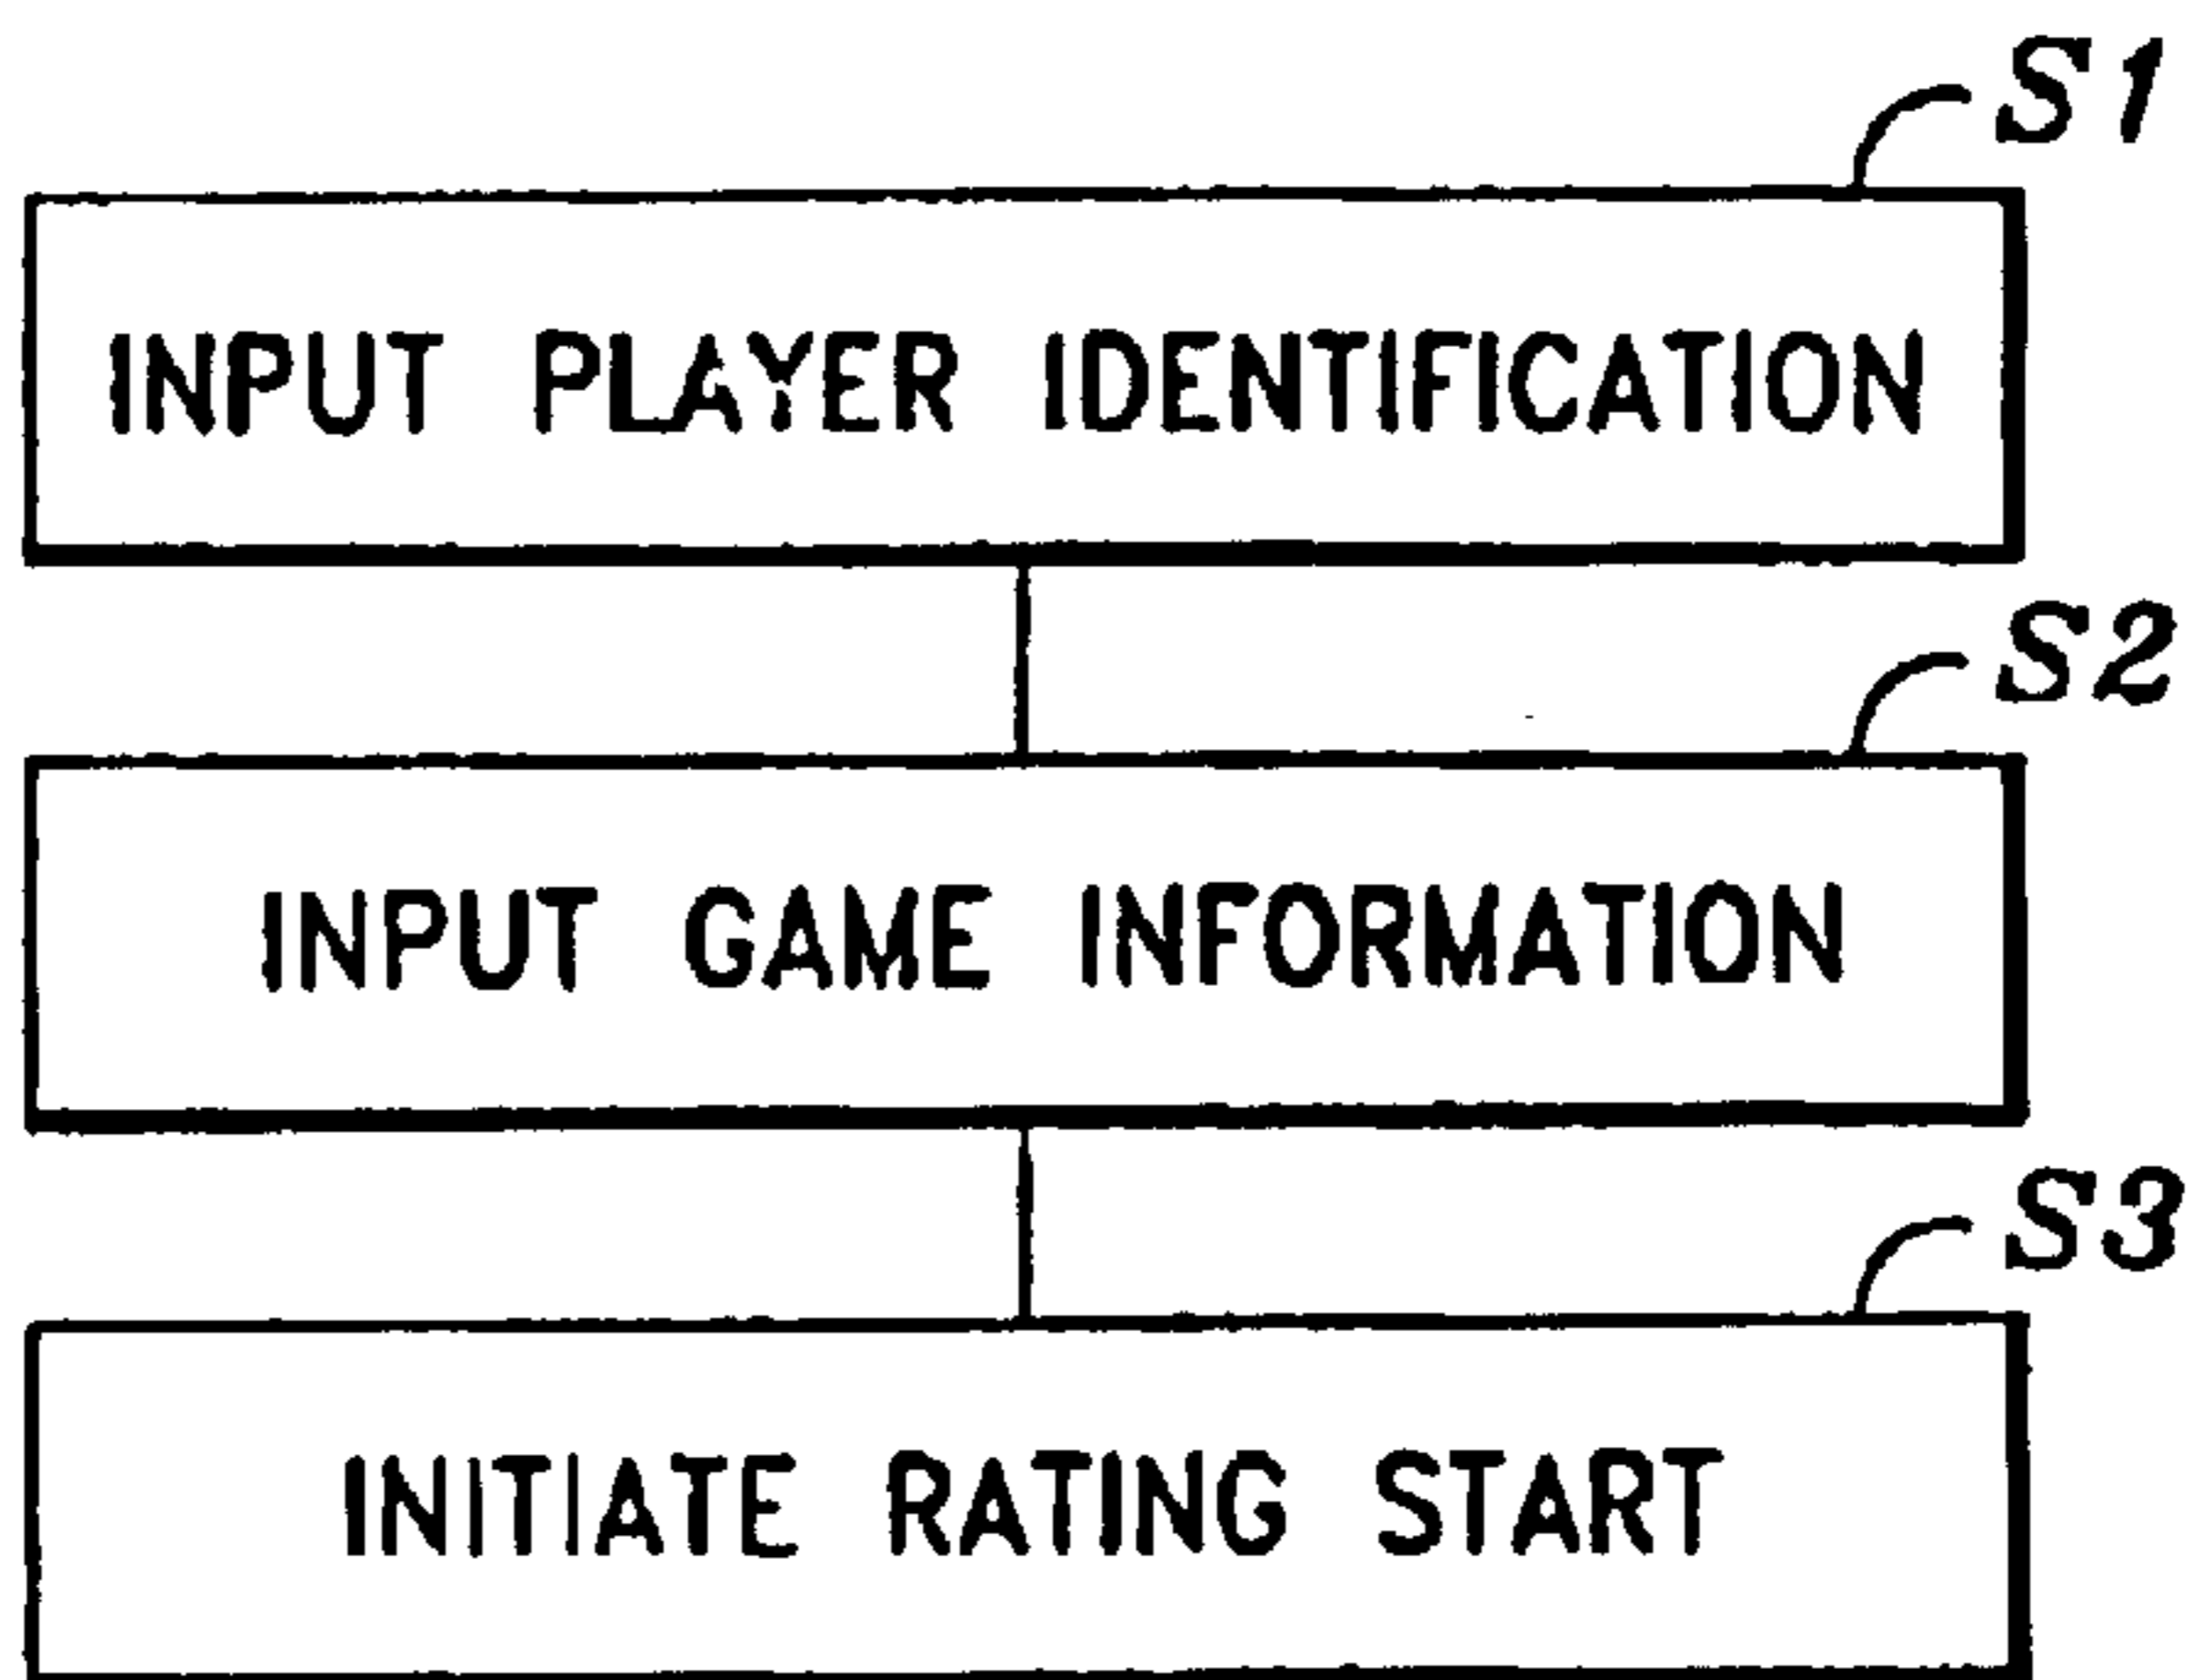 S1
INPUT PLAYER IDENTIFICATION
S2
INPUT GAME INFORMATION
S3
INITIATE RATING START